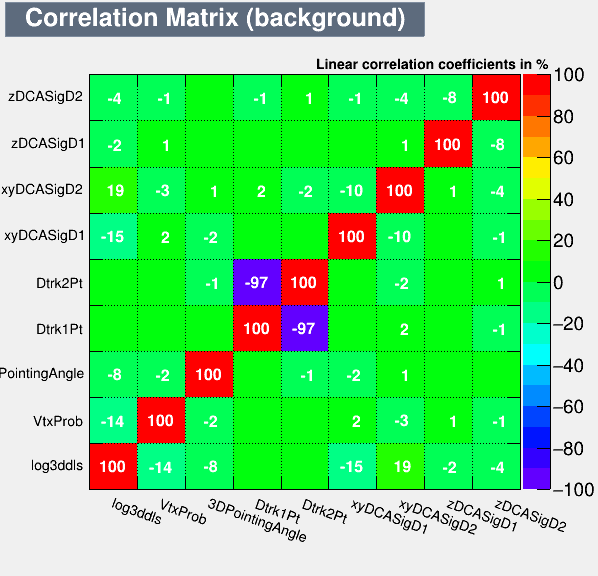 Correlation Matrix (background)
Linear correlation coefficients in %
zDCASigD2 -4 -1 -1 1 -1 -4 -8 100
zDCASigD1 -2 1 1 100 -8
xyDCASigD2 19 -3 1 2 -2 -10 100 1 -4
xyDCASigD1 -15 2 -2 100 -10 -1
Dtrk2Pt -1 -97 100 -2 1
Dtrk1Pt 100 -97 2 -1
PointingAngle -8 -2 100 -1 -2 1
VtxProb -14 100 -2 2 -3 1 -1
log3ddls 100 -14 -8 -15 19 -2 -4
log3ddls VtxProb 3DPointingAngle Dtrk1Pt Dtrk2Pt xyDCASigD1 xyDCASigD2 zDCASigD1 zDCASigD2
100
80
60
40
20
0
−20
−40
−60
−80
−100